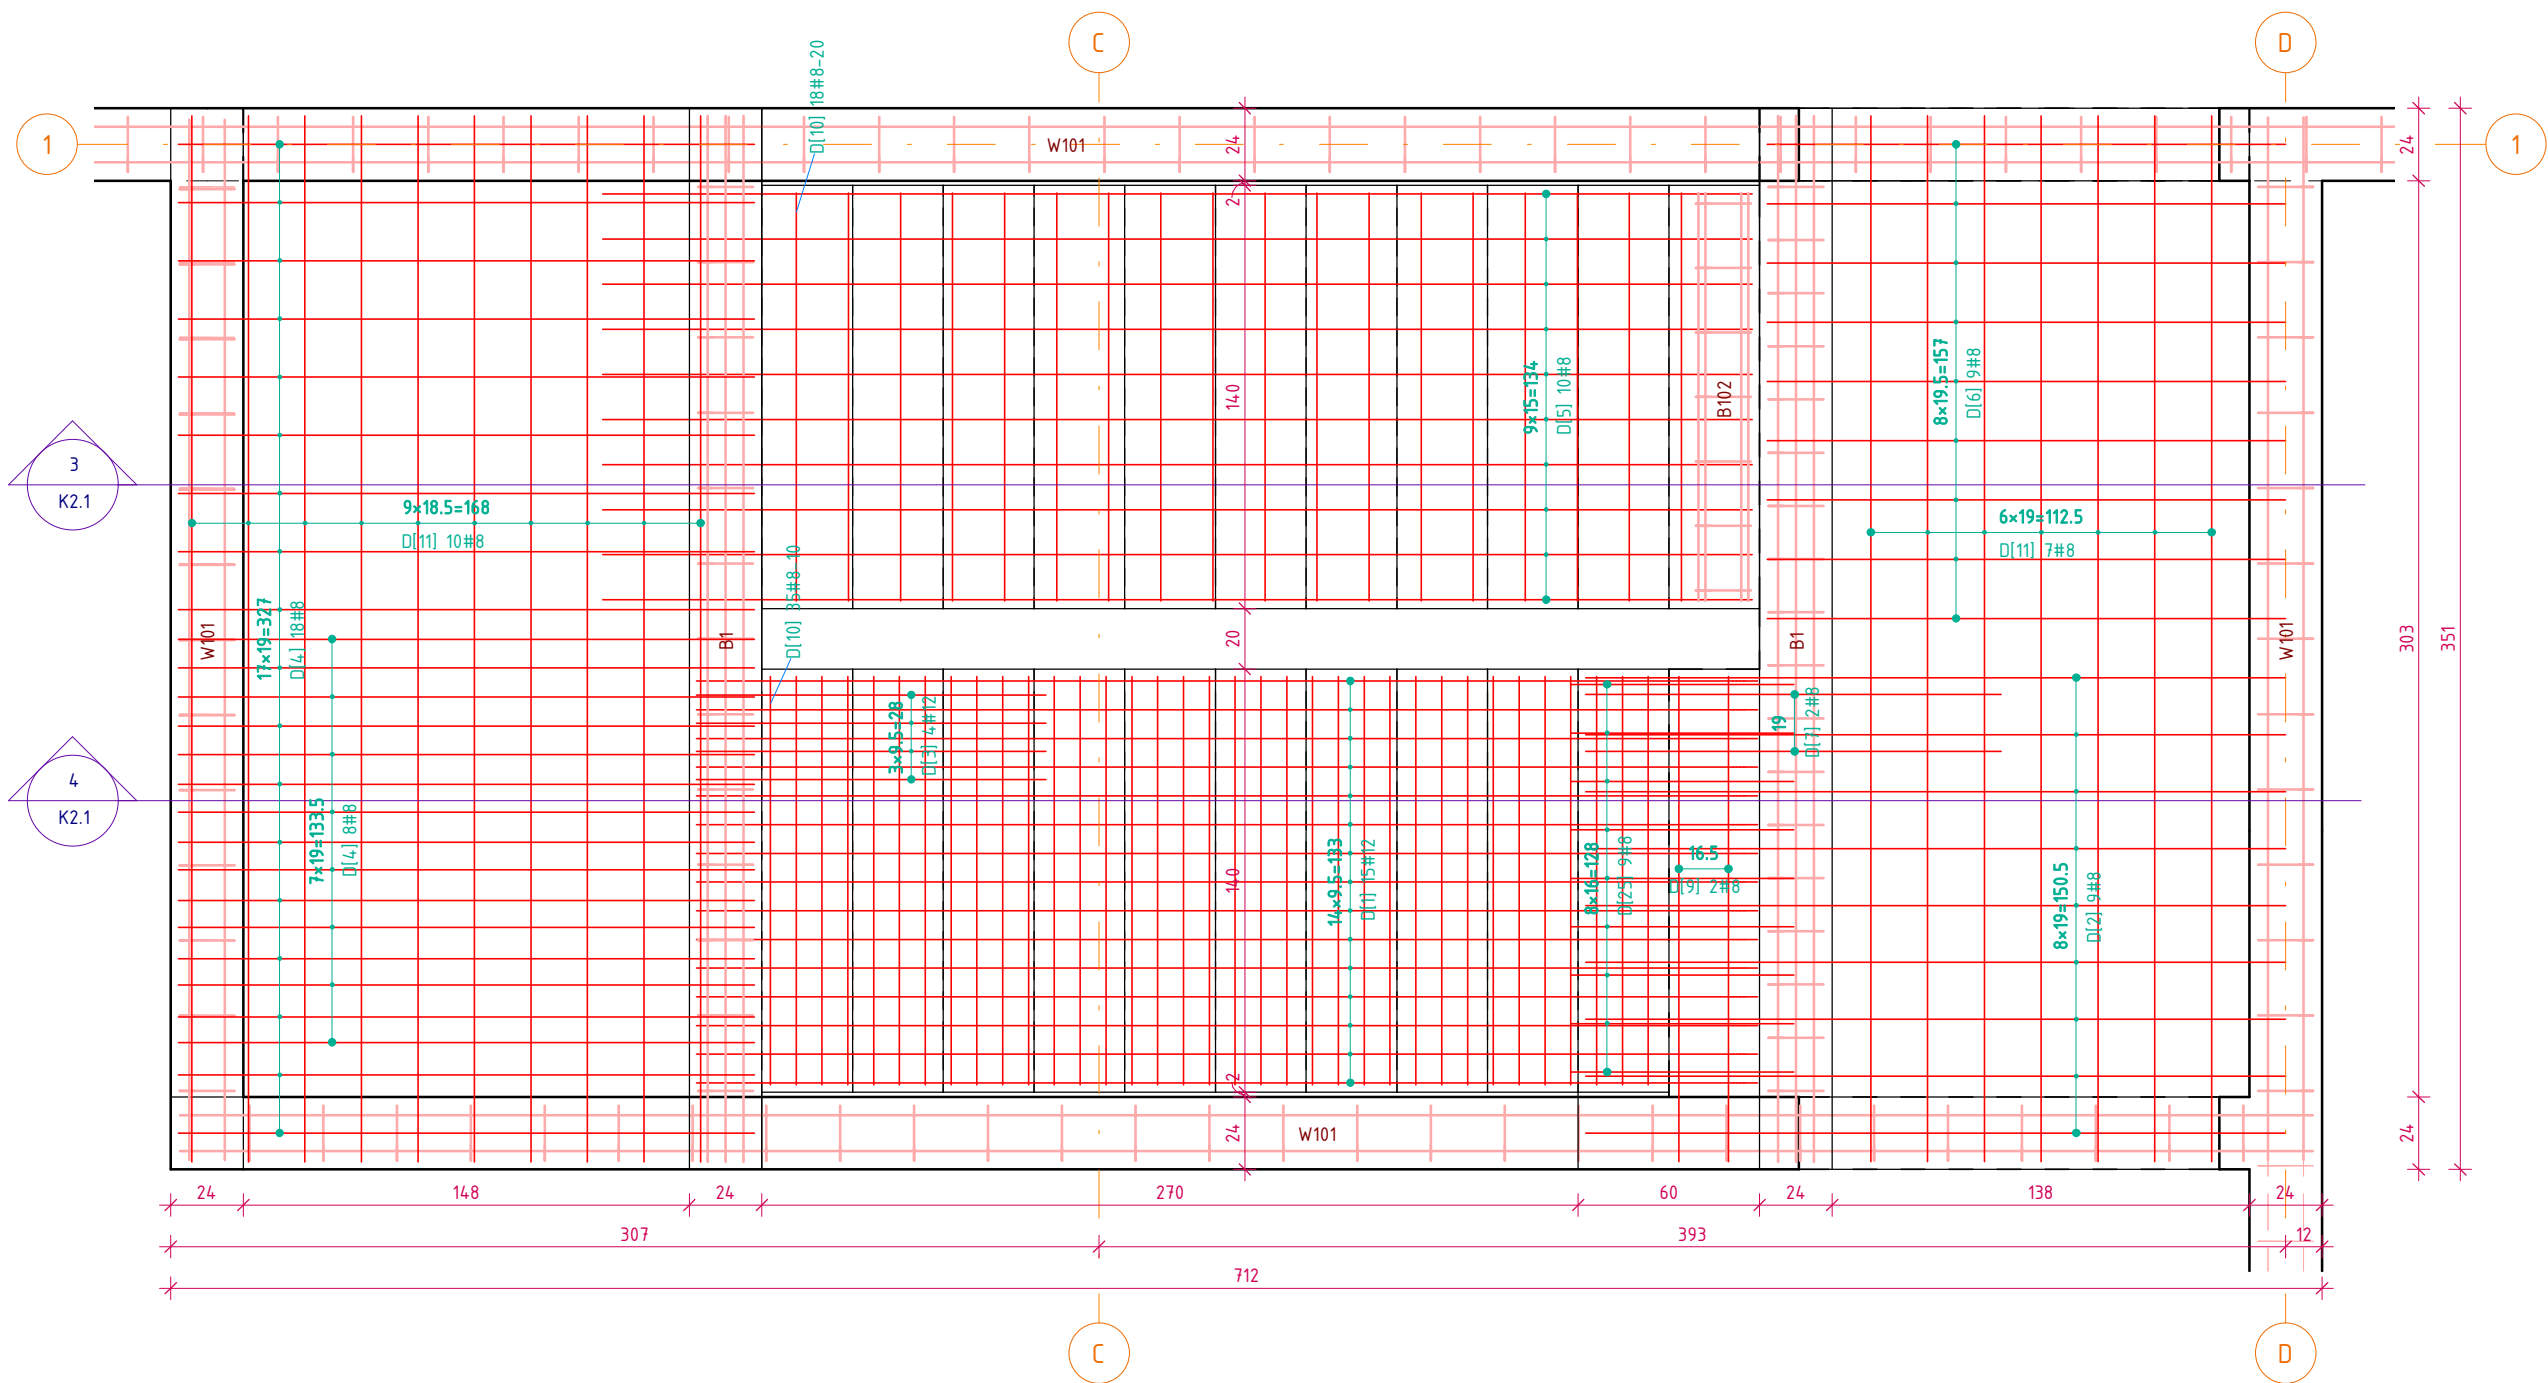 C
D
D[10] 18#8-20
1
W101
24
24
1
2
9×15=134
D[5] 10#8
140
B102
8×19.5=157
D[6] 9#8
3
K2.1
9×18.5=168
D[11] 10#8
6×19=112.5
D[11] 7#8
17×19=327
D[4] 18#8
W101
B1
D[10] 35#8-10
20
B1
W101
303
351
3×9.5=28
D[3] 4#12
19
D[7] 2#8
4
K2.1
7×19=133.5
D[4] 8#8
140
14×9.5=133
D[1] 15#12
8×16=128
D[25] 9#8
16.5
D[9] 2#8
8×19=150.5
D[2] 9#8
2
24
W101
24
24
148
24
270
60
24
138
24
307
393
12
712
C
D